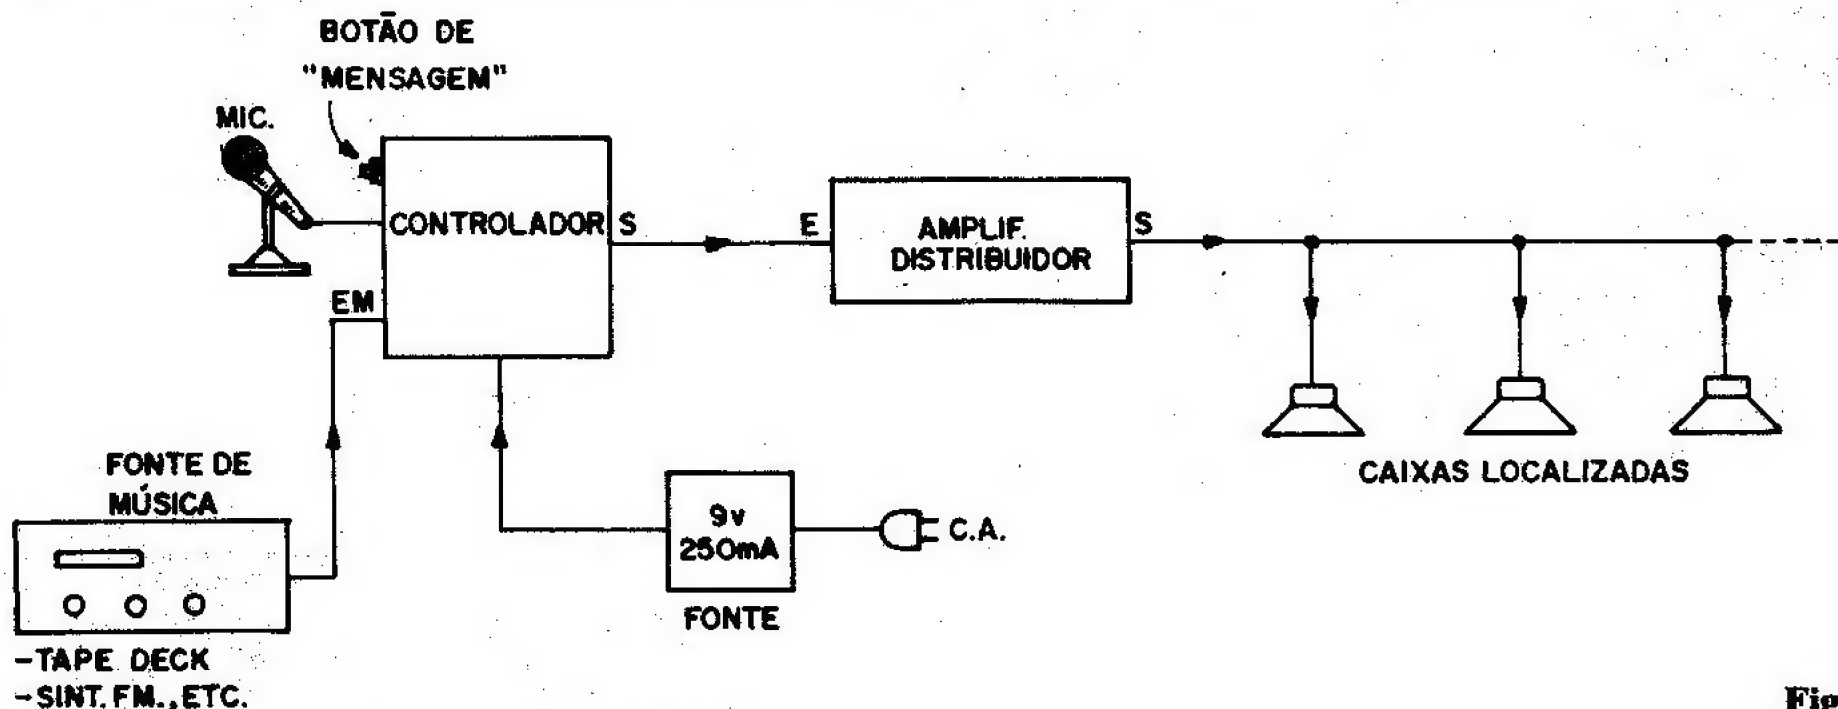 BOTÃO DE
"MENSAGEM"
MIC.
CONTROLADOR
S
E
AMPLIF.
DISTRIBUIDOR
S
EM
CAIXAS LOCALIZADAS
FONTE DE
MÚSICA
9v
250mA
C.A.
FONTE
-TAPE DECK
-SINT. FM., ETC.
Fig